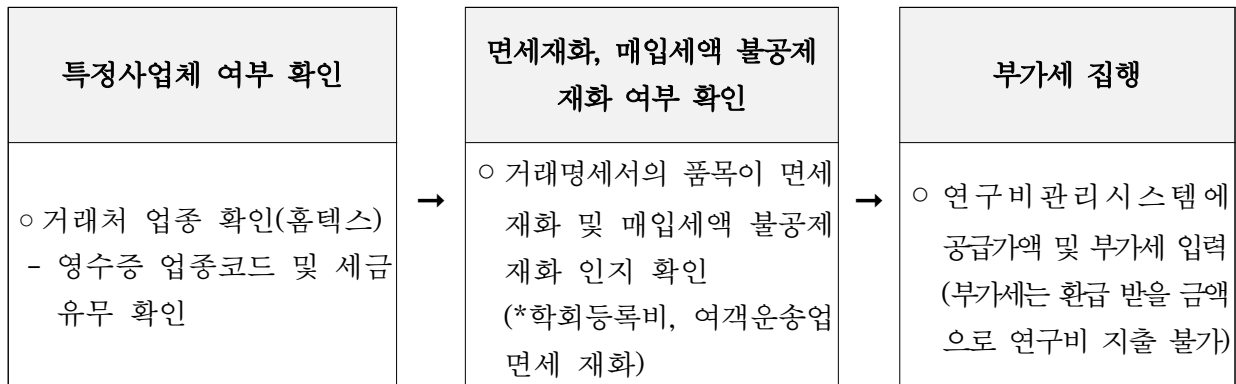 특정사업체 여부 확인
○거래처 업종 확인(홈텍스)
- 영수증 업종코드 및 세금
유무 확인
→
면세재화, 매입세액 불공제
재화 여부 확인
○ 거래명세서의 품목이 면세
재화 및 매입세액 불공제
재화 인지 확인
(*학회등록비, 여객운송업
면세 재화)
→
부가세 집행
○ 연구비관리시스템에
공급가액 및 부가세 입력
(부가세는 환급 받을 금액
으로 연구비 지출 불가)